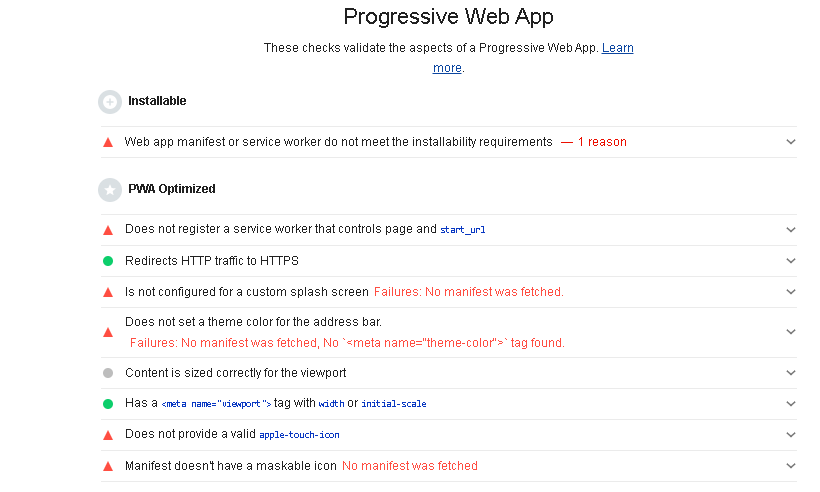 Progressive Web App
These checks validate the aspects of a Progressive Web App. Learn
more.
Installable
Web app manifest or service worker do not meet the installability requirements — 1 reason
PWA Optimized
Does not register a service worker that controls page and start_url
Redirects HTTP traffic to HTTPS
Is not configured for a custom splash screen Failures: No manifest was fetched.
Does not set a theme color for the address bar.
Failures: No manifest was fetched, No `<meta name="theme-color">` tag found.
Content is sized correctly for the viewport
Has a <meta name="viewport"> tag with width or initial-scale
Does not provide a valid apple-touch-icon
Manifest doesn't have a maskable icon No manifest was fetched